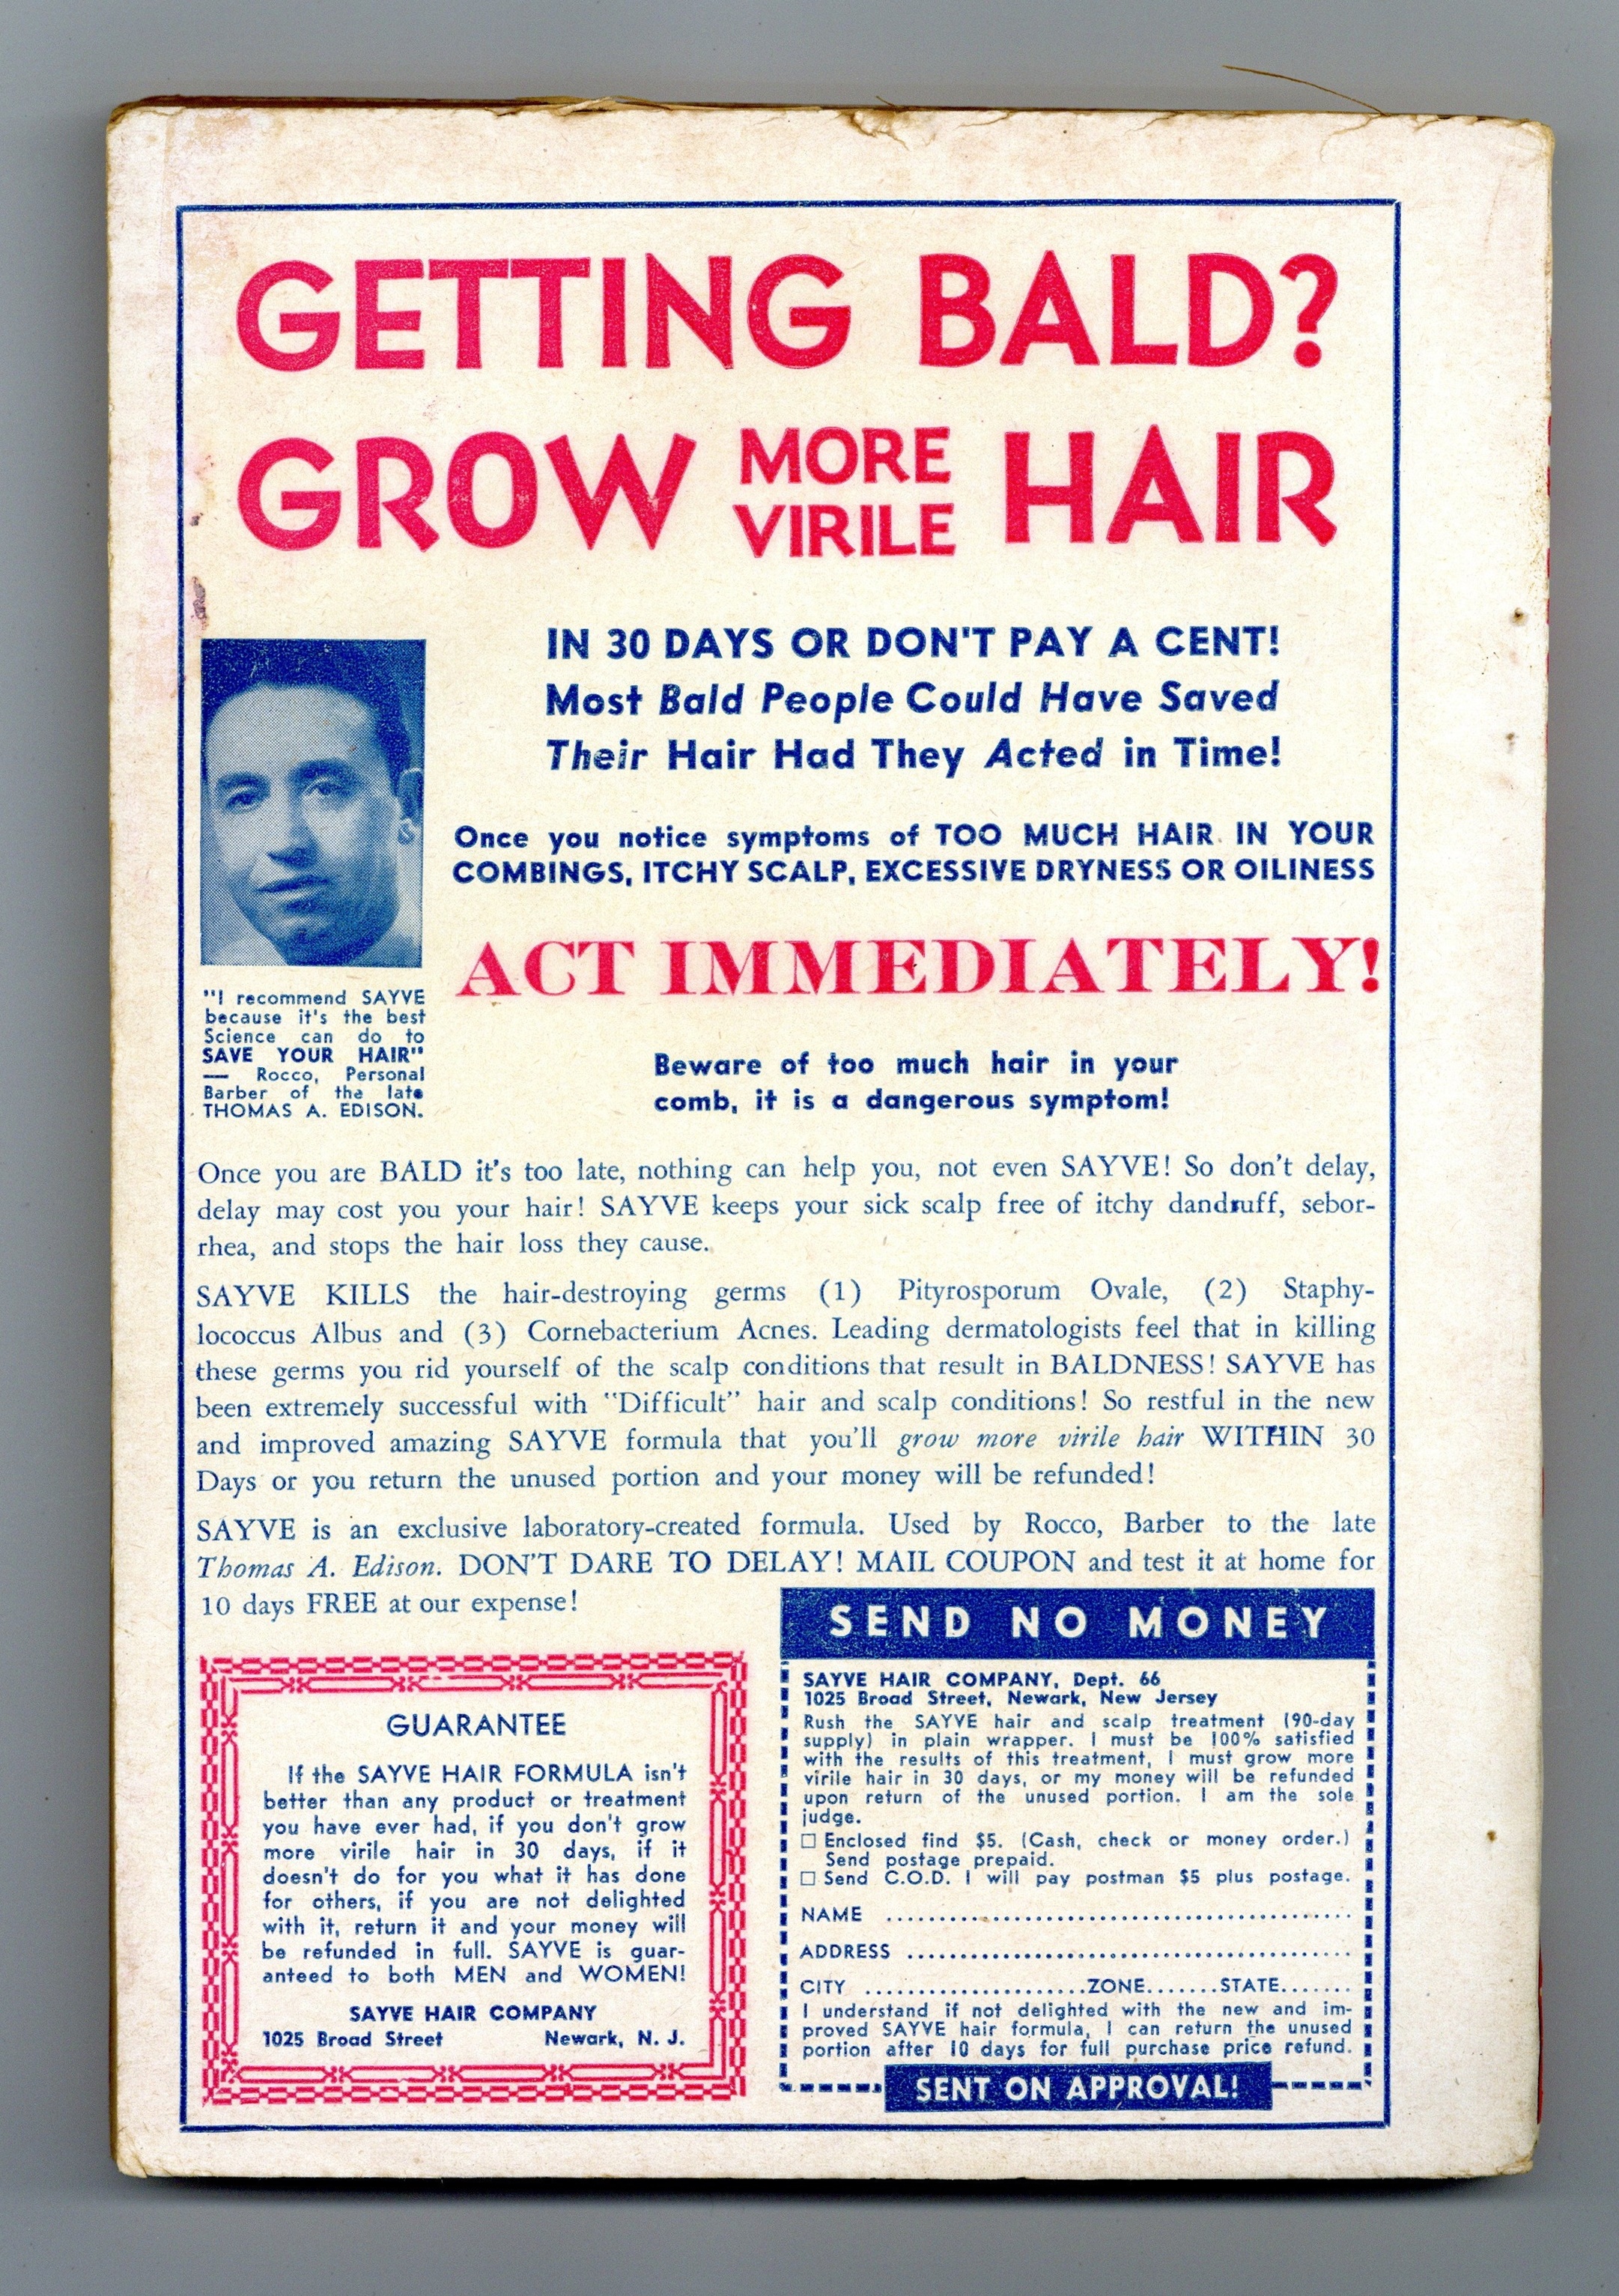 GETTING BALD?
GROW MORE VIRILE HAIR
IN 30 DAYS OR DON'T PAY A CENT!
Most Bald People Could Have Saved
Their Hair Had They Acted in Time!
Once you notice symptoms of TOO MUCH HAIR IN YOUR
COMBINGS, ITCHY SCALP, EXCESSIVE DRYNESS OR OILINESS
ACT IMMEDIATELY!
"I recommend SAYVE
because it's the best
Science can do to
SAVE YOUR HAIR"
— Rocco, Personal
Barber of the late
THOMAS A. EDISON.
Beware of too much hair in your
comb, it is a dangerous symptom!
Once you are BALD it's too late, nothing can help you, not even SAYVE! So don't delay,
delay may cost you your hair! SAYVE keeps your sick scalp free of itchy dandruff, sebor-
rhea, and stops the hair loss they cause.
SAYVE KILLS the hair-destroying germs (1) Pityrosporum Ovale, (2) Staphy-
lococcus Albus and (3) Cornebacterium Acnes. Leading dermatologists feel that in killing
these germs you rid yourself of the scalp conditions that result in BALDNESS! SAYVE has
been extremely successful with "Difficult" hair and scalp conditions! So restful in the new
and improved amazing SAYVE formula that you'll grow more virile hair WITHIN 30
Days or you return the unused portion and your money will be refunded!
SAYVE is an exclusive laboratory-created formula. Used by Rocco, Barber to the late
Thomas A. Edison. DON'T DARE TO DELAY! MAIL COUPON and test it at home for
10 days FREE at our expense!
GUARANTEE
If the SAYVE HAIR FORMULA isn't
better than any product or treatment
you have ever had, if you don't grow
more virile hair in 30 days, if it
doesn't do for you what it has done
for others, if you are not delighted
with it, return it and your money will
be refunded in full. SAYVE is guar-
anteed to both MEN and WOMEN!
SAYVE HAIR COMPANY
1025 Broad Street Newark, N. J.
SEND NO MONEY
SAYVE HAIR COMPANY, Dept. 66
1025 Broad Street, Newark, New Jersey
Rush the SAYVE hair and scalp treatment (90-day
supply) in plain wrapper. I must be 100% satisfied
with the results of this treatment, I must grow more
virile hair in 30 days, or my money will be refunded
upon return of the unused portion. I am the sole
judge.
☐ Enclosed find $5. (Cash, check or money order.)
Send postage prepaid.
☐ Send C.O.D. I will pay postman $5 plus postage.
NAME ..............................................
ADDRESS ...........................................
CITY ......................ZONE.......STATE.......
I understand if not delighted with the new and im-
proved SAYVE hair formula, I can return the unused
portion after 10 days for full purchase price refund.
SENT ON APPROVAL!